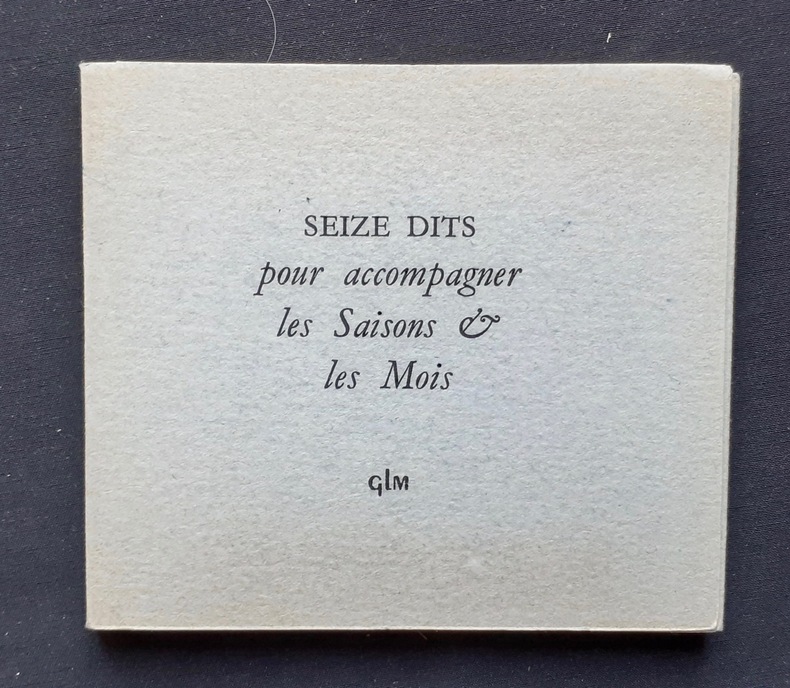 SEIZE DITS
pour accompagner
les Saisons &
les Mois
GLM